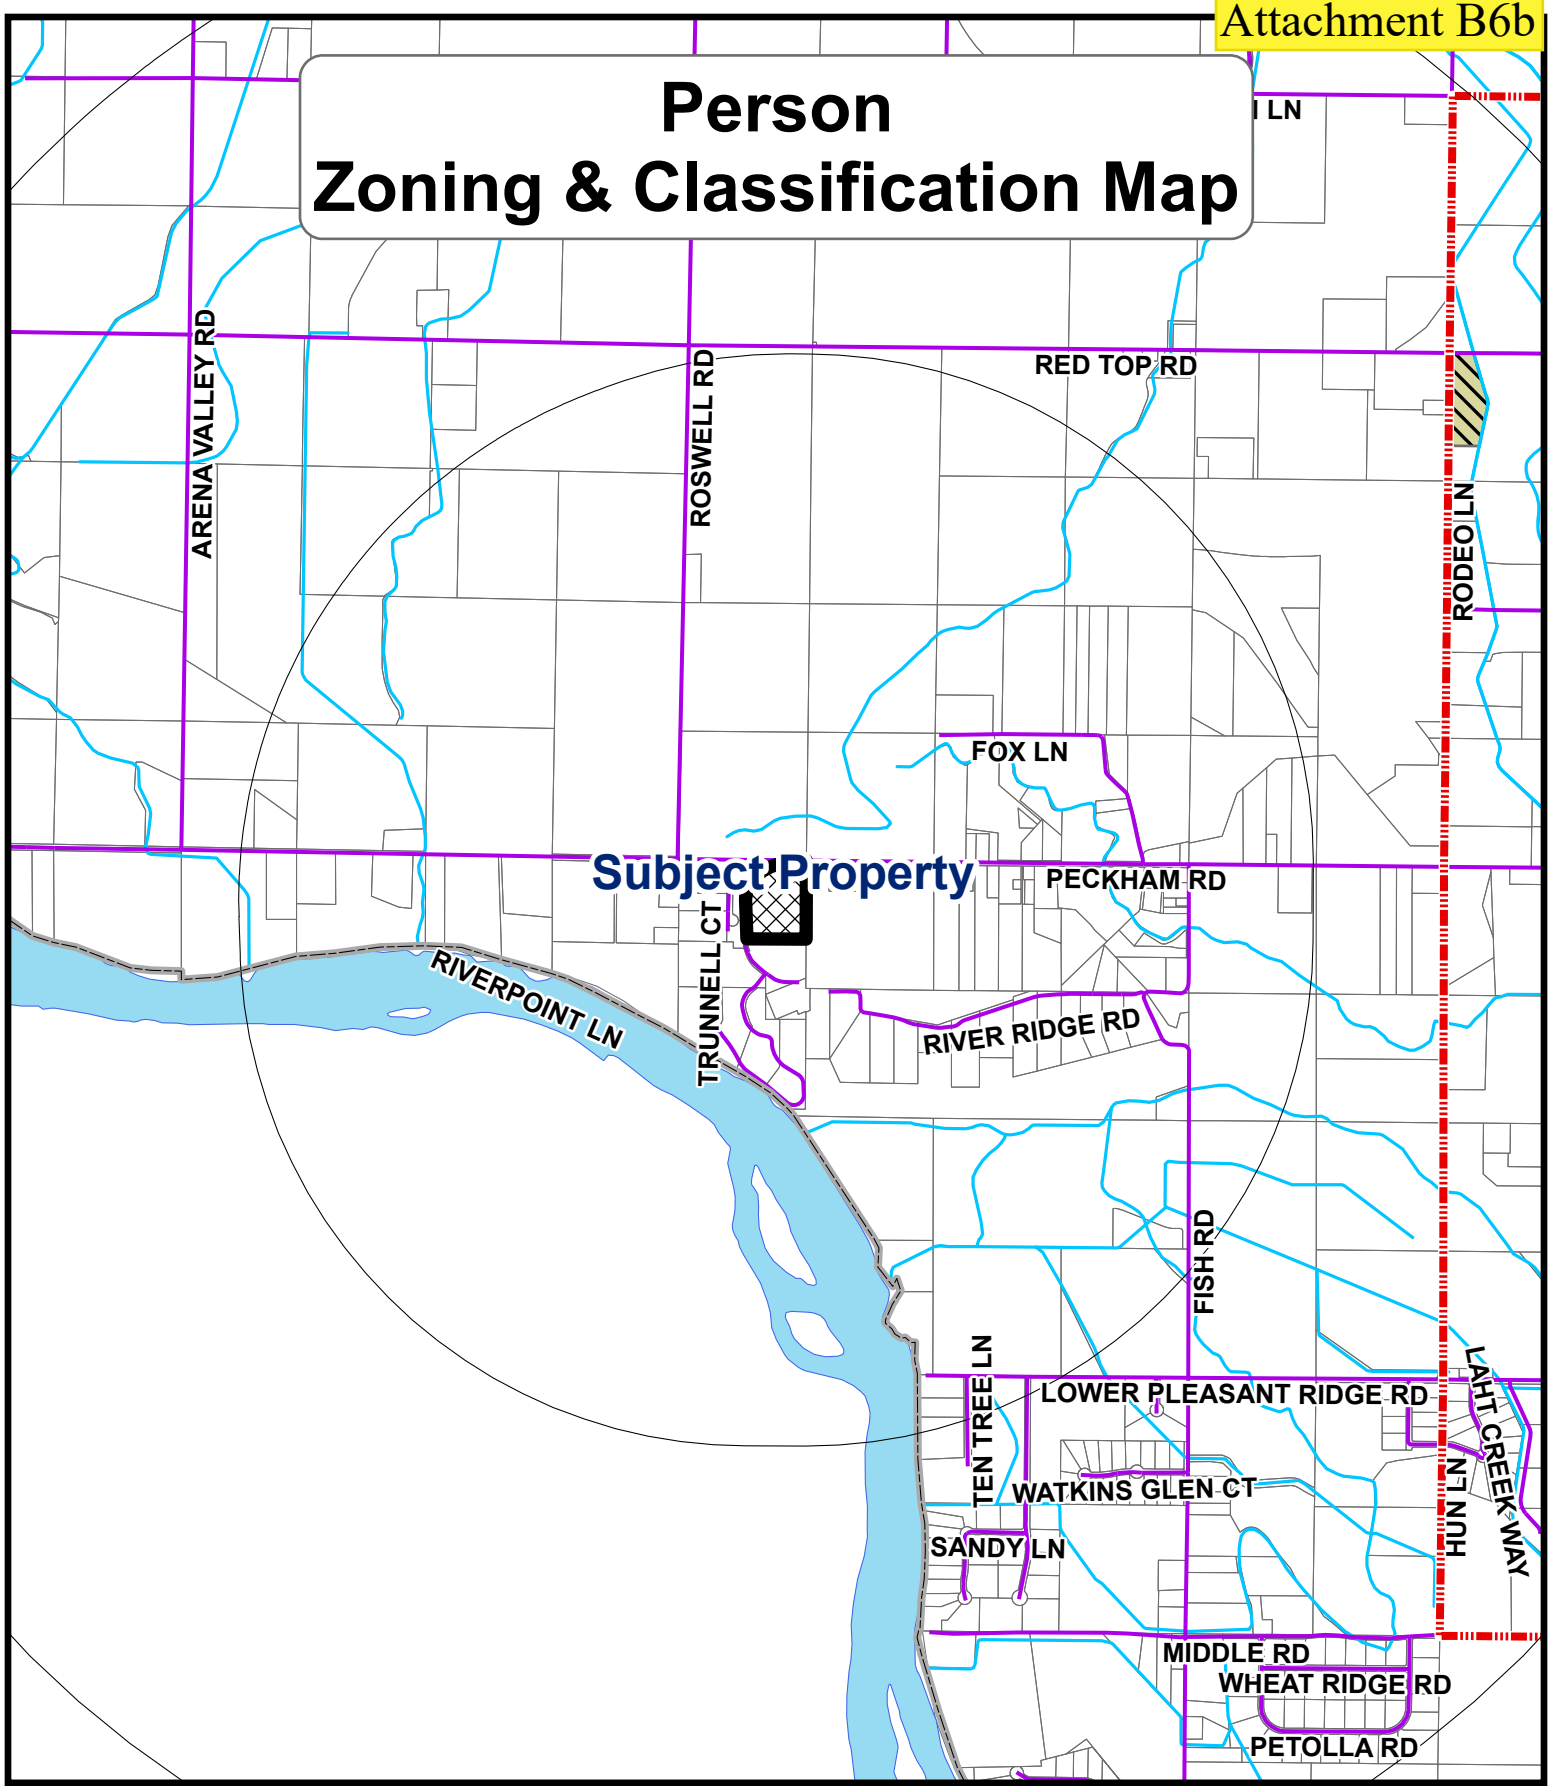 Attachment B6b
Person
Zoning & Classification Map
LN
RED TOP RD
ARENA VALLEY RD
ROSWELL RD
RODEO LN
FOX LN
Subject Property
PECKHAM RD
TRUNNELL CT
RIVERPOINT LN
RIVER RIDGE RD
FISH RD
TEN TREE LN
LOWER PLEASANT RIDGE RD
LAHT CREEK WAY
WATKINS GLEN CT
HUN LN
SANDY LN
MIDDLE RD
WHEAT RIDGE RD
PETOLLA RD